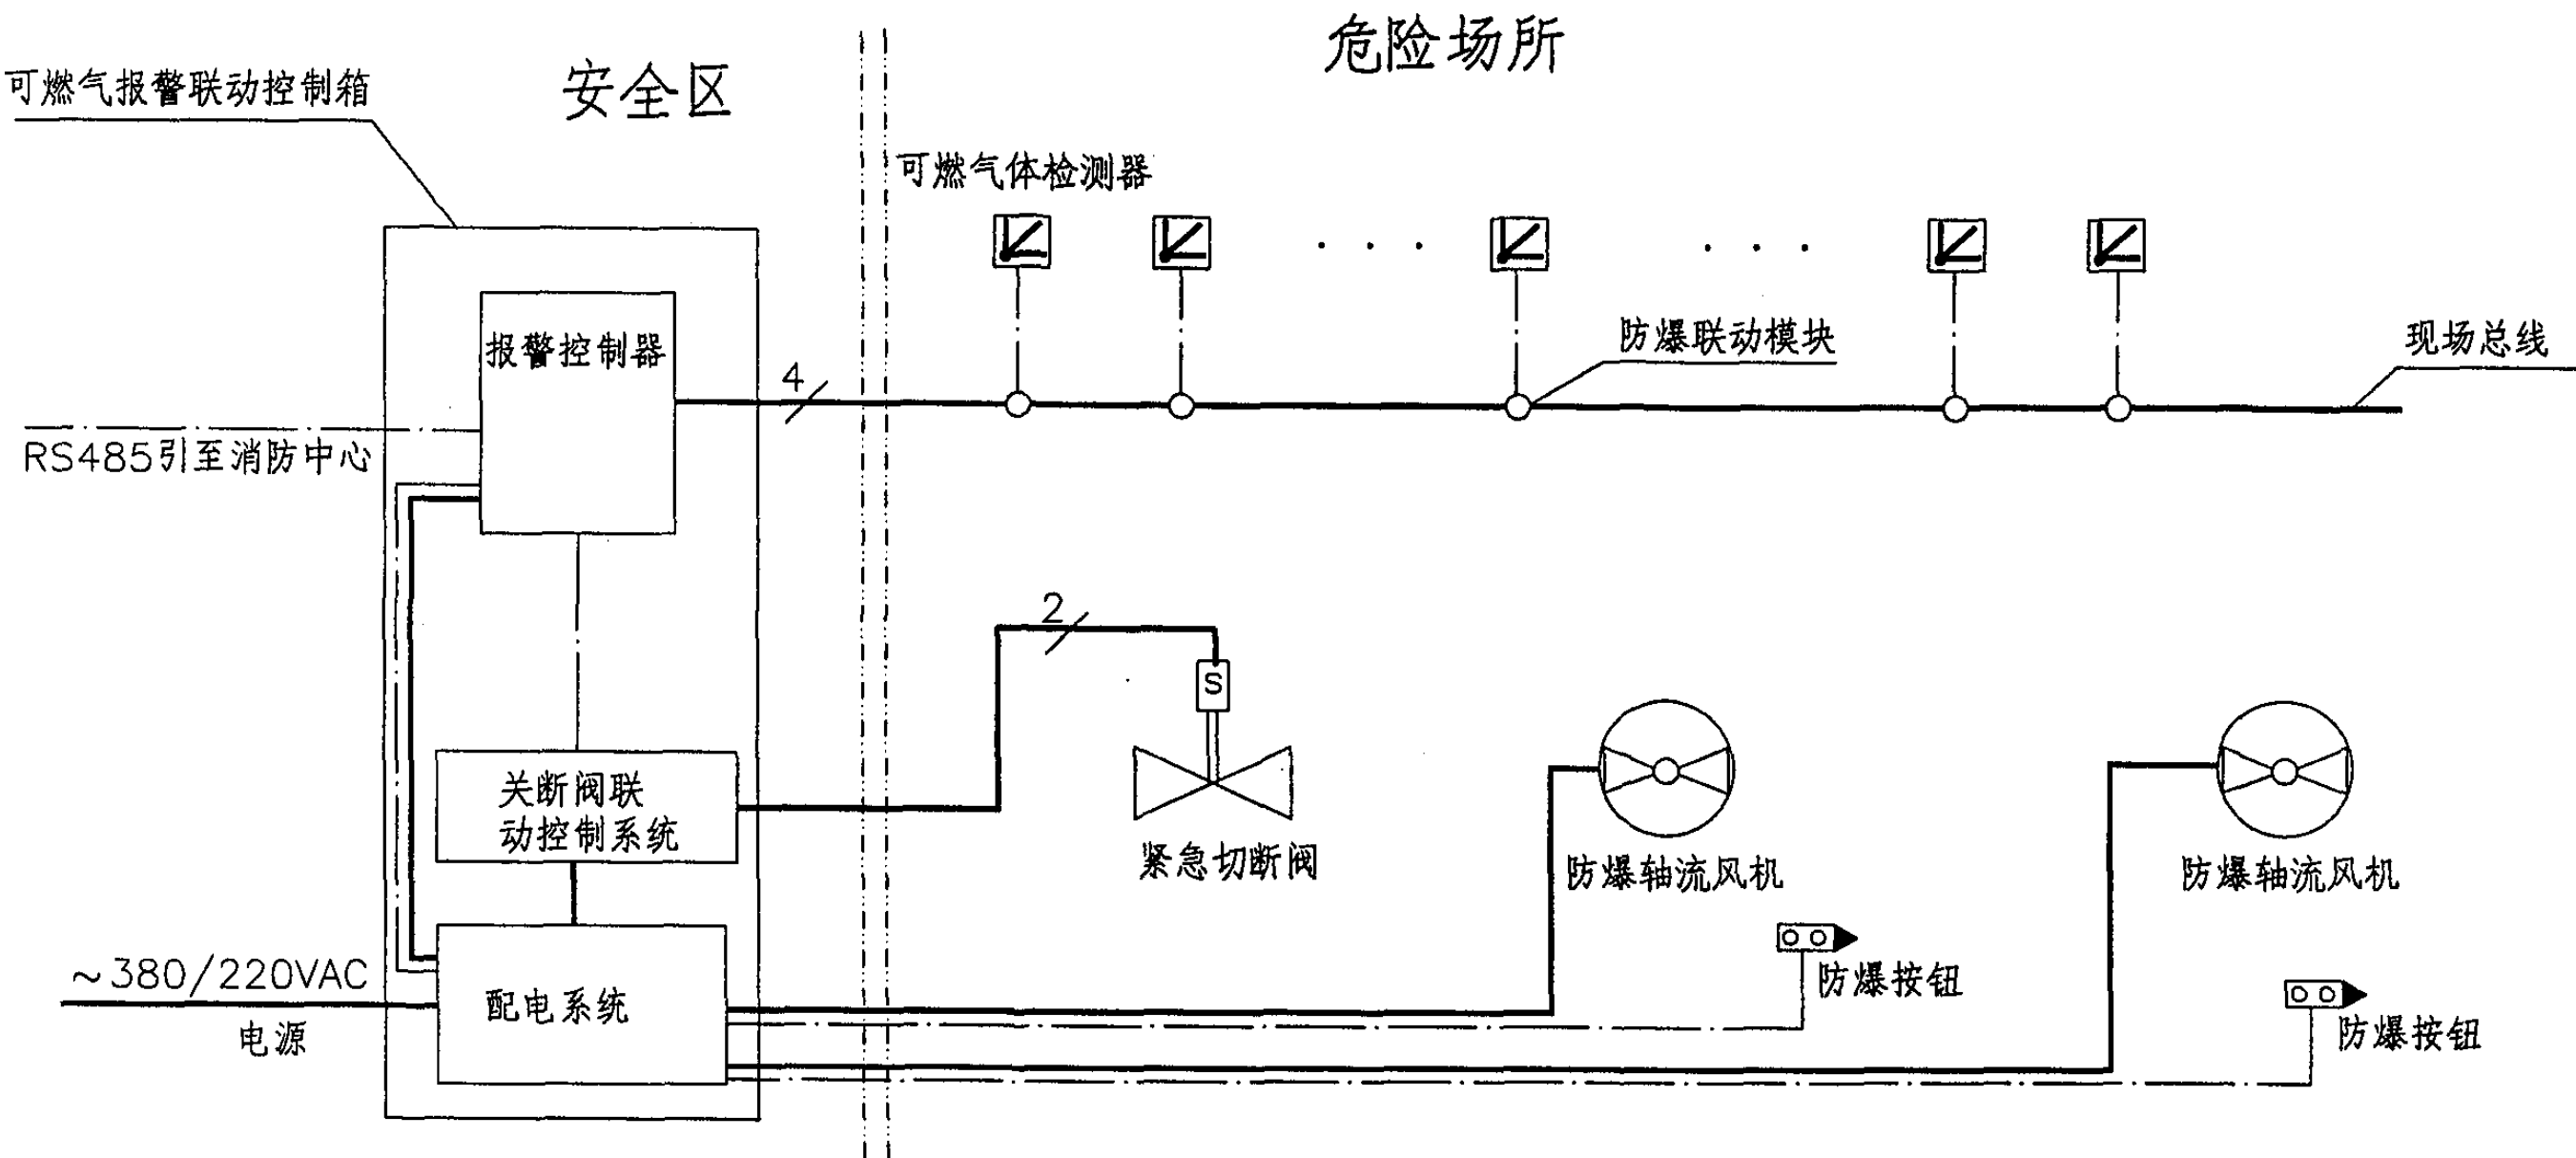 危险场所
安全区
可燃气报警联动控制箱
可燃气体检测器
报警控制器
防爆联动模块
现场总线
4
RS485引至消防中心
2
S
关断阀联
动控制系统
紧急切断阀
防爆轴流风机
防爆轴流风机
~380/220VAC
电源
配电系统
防爆按钮
防爆按钮